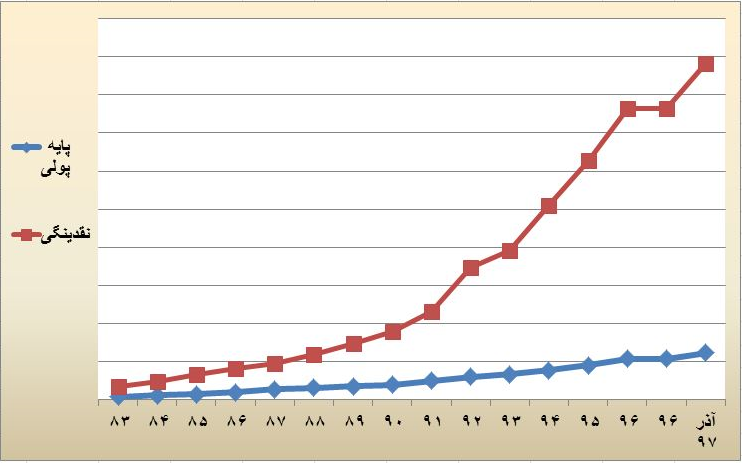 پایه
پولی
نقدینگی
۸۳ ۸۴ ۸۵ ۸۶ ۸۷ ۸۸ ۸۹ ۹۰ ۹۱ ۹۲ ۹۳ ۹۴ ۹۵ ۹۶ ۹۶ آذر
۹۷